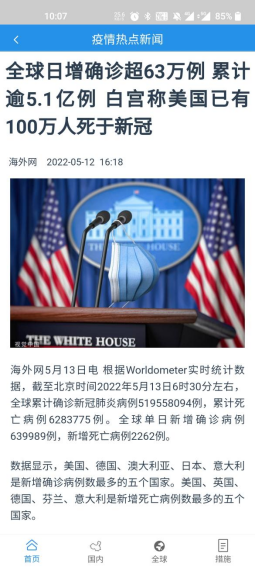 10:07
85%
疫情热点新闻
全球日增确诊超63万例 累计
逾5.1亿例 白宫称美国已有
100万人死于新冠
海外网 2022-05-12 16:18
THE WHITE HOUSE
视觉中国
THE WHITE HOUSE
海外网5月13日电 根据Worldometer实时统计数
据，截至北京时间2022年5月13日6时30分左右，
全球累计确诊新冠肺炎病例519558094例，累计死
亡病例6283775例。全球单日新增确诊病例
639989例，新增死亡病例2262例。
数据显示，美国、德国、澳大利亚、日本、意大利
是新增确诊病例数最多的五个国家。美国、英国、
德国、芬兰、意大利是新增死亡病例数最多的五个
国家。
首页 国内 全球 措施